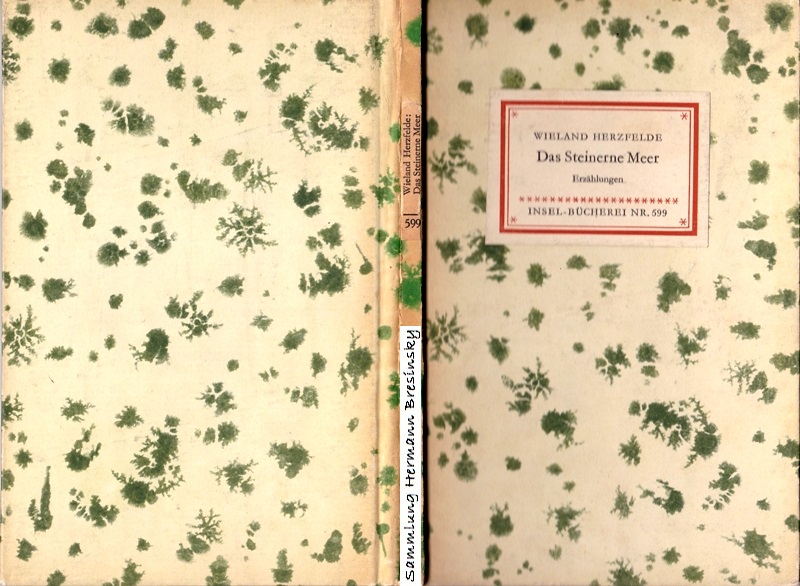 Wieland Herzfelde:
Das Steinerne Meer
599
Sammlung Hermann Bresinsky
WIELAND HERZFELDE
Das Steinerne Meer
Erzählungen
INSEL-BÜCHEREI NR. 599